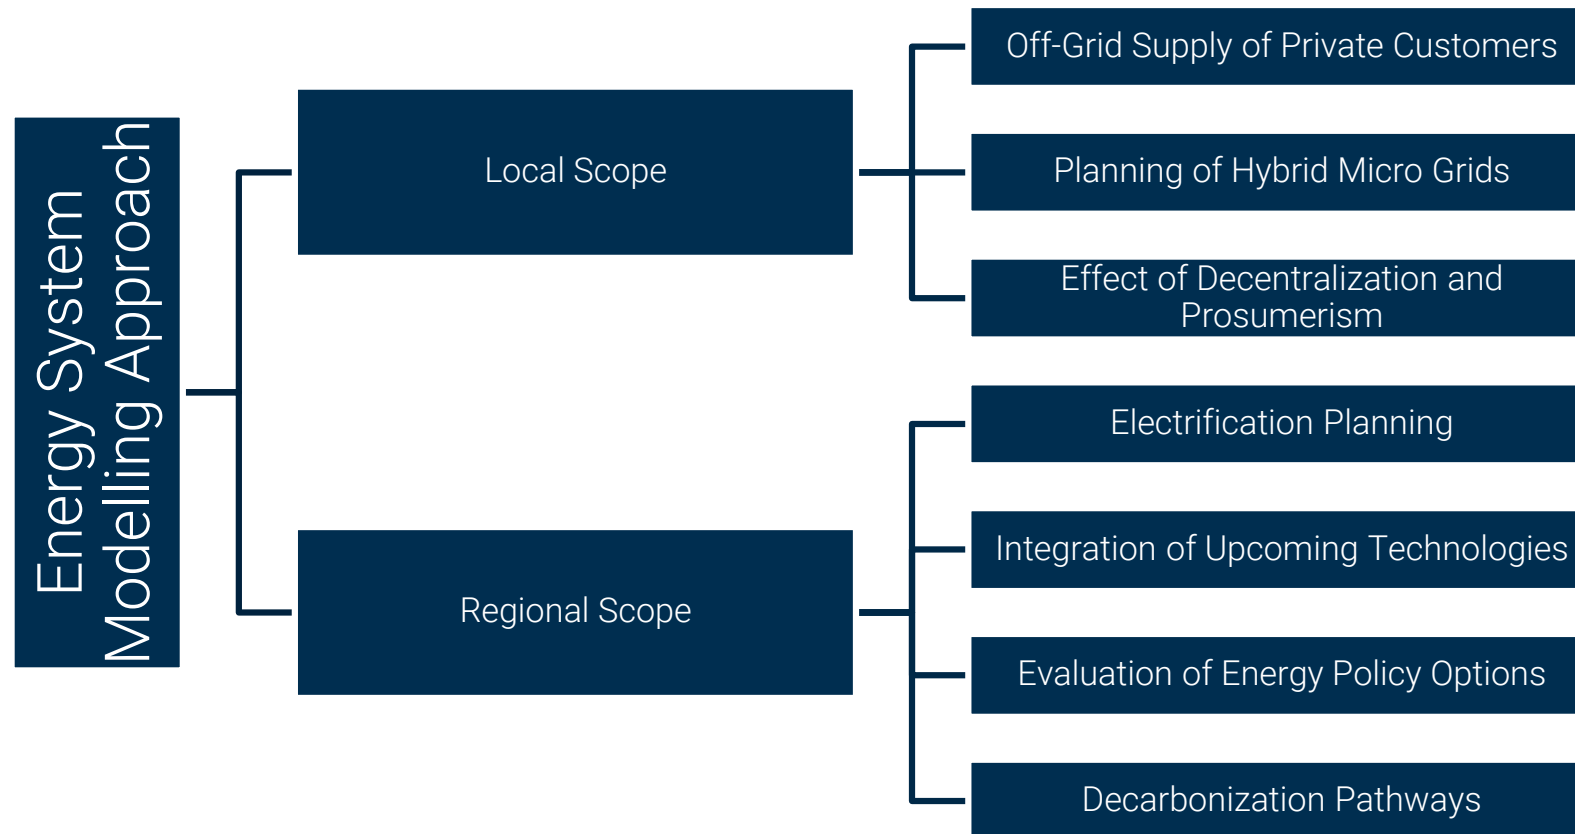 Energy System
Modelling Approach
Local Scope
Off-Grid Supply of Private Customers
Planning of Hybrid Micro Grids
Effect of Decentralization and
Prosumerism
Regional Scope
Electrification Planning
Integration of Upcoming Technologies
Evaluation of Energy Policy Options
Decarbonization Pathways